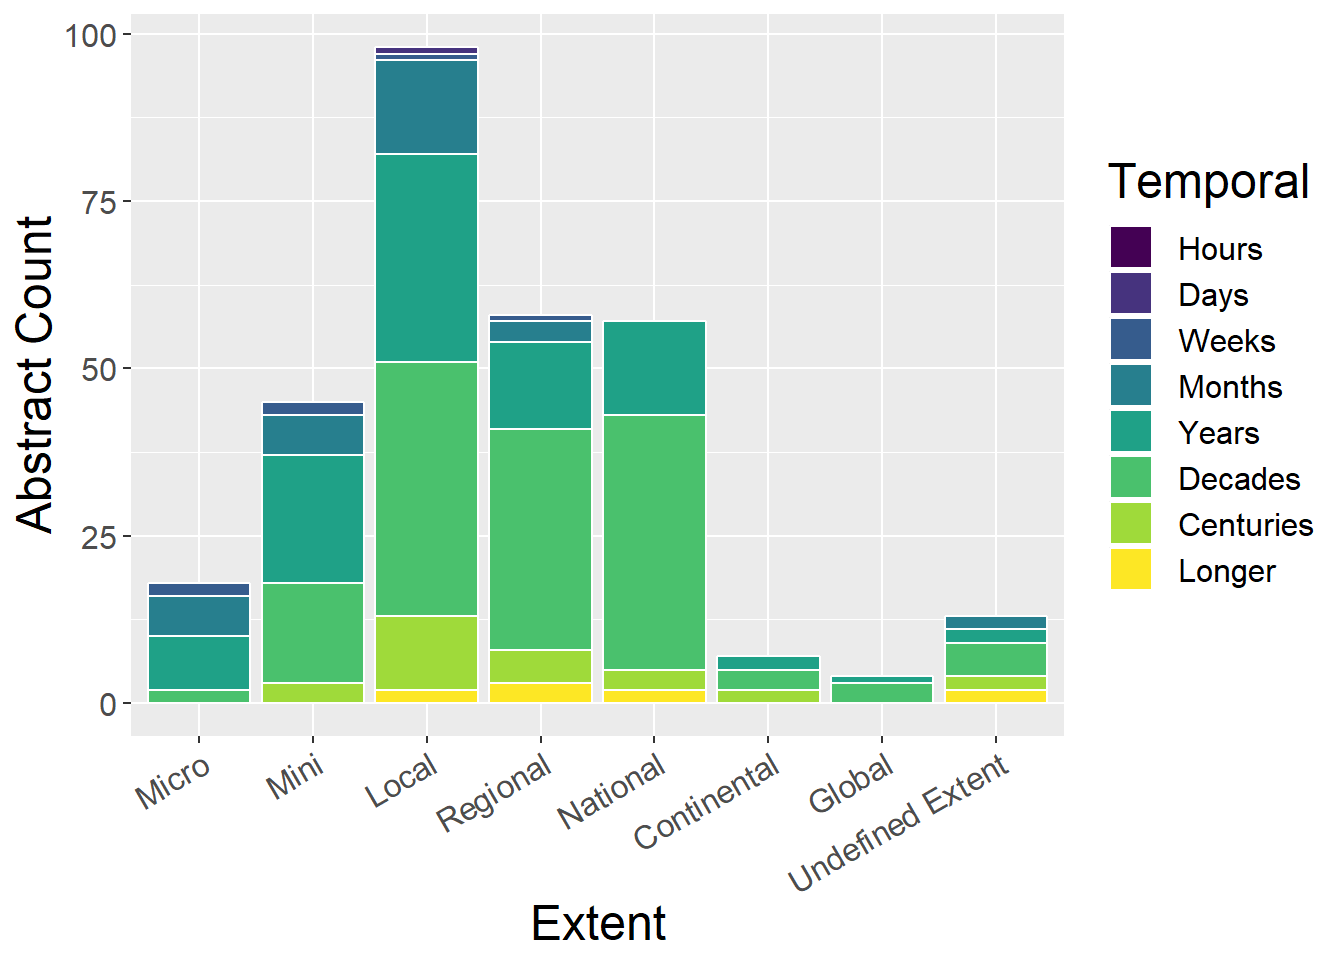 100
75
50
25
0
Abstract Count
Micro
Mini
Local
Regional
National
Continental
Global
Undefined Extent
Extent
Temporal
Hours
Days
Weeks
Months
Years
Decades
Centuries
Longer